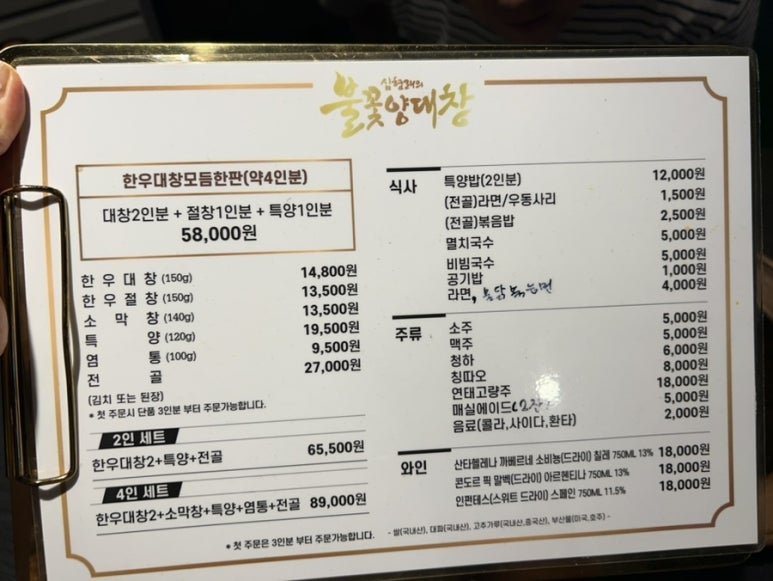 삼형제의
불꽃양대창
한우대창모듬한판(약4인분)
대창2인분 + 절창1인분 + 특양1인분
58,000원
한우대창 (150g) 14,800원
한우절창 (150g) 13,500원
소막창 (140g) 13,500원
특양 (120g) 19,500원
염통 (100g) 9,500원
전골 27,000원
(김치 또는 된장)
* 첫 주문시 단품 3인분 부터 주문가능합니다.
2인 세트
한우대창2+특양+전골 65,500원
4인 세트
한우대창2+소막창+특양+염통+전골 89,000원
* 첫 주문은 3인분 부터 주문가능합니다.
식사
특양밥(2인분) 12,000원
(전골)라면/우동사리 1,500원
(전골)볶음밥 2,500원
멸치국수 5,000원
비빔국수 5,000원
공기밥 1,000원
라면, 4,000원
주류
소주 5,000원
맥주 5,000원
청하 6,000원
칭따오 8,000원
연태고량주 18,000원
매실에이드 5,000원
음료(콜라,사이다,환타) 2,000원
와인
산타헬레나 까베르네 소비뇽(드라이) 칠레 750ML 13% 18,000원
콘도르 픽 말벡(드라이) 아르헨티나 750ML 13% 18,000원
인펀테스(스위트 드라이) 스페인 750ML 11.5% 18,000원
- 쌀(국내산), 대파(국내산), 고추가루(국내산,중국산), 부산물(미국,호주) -